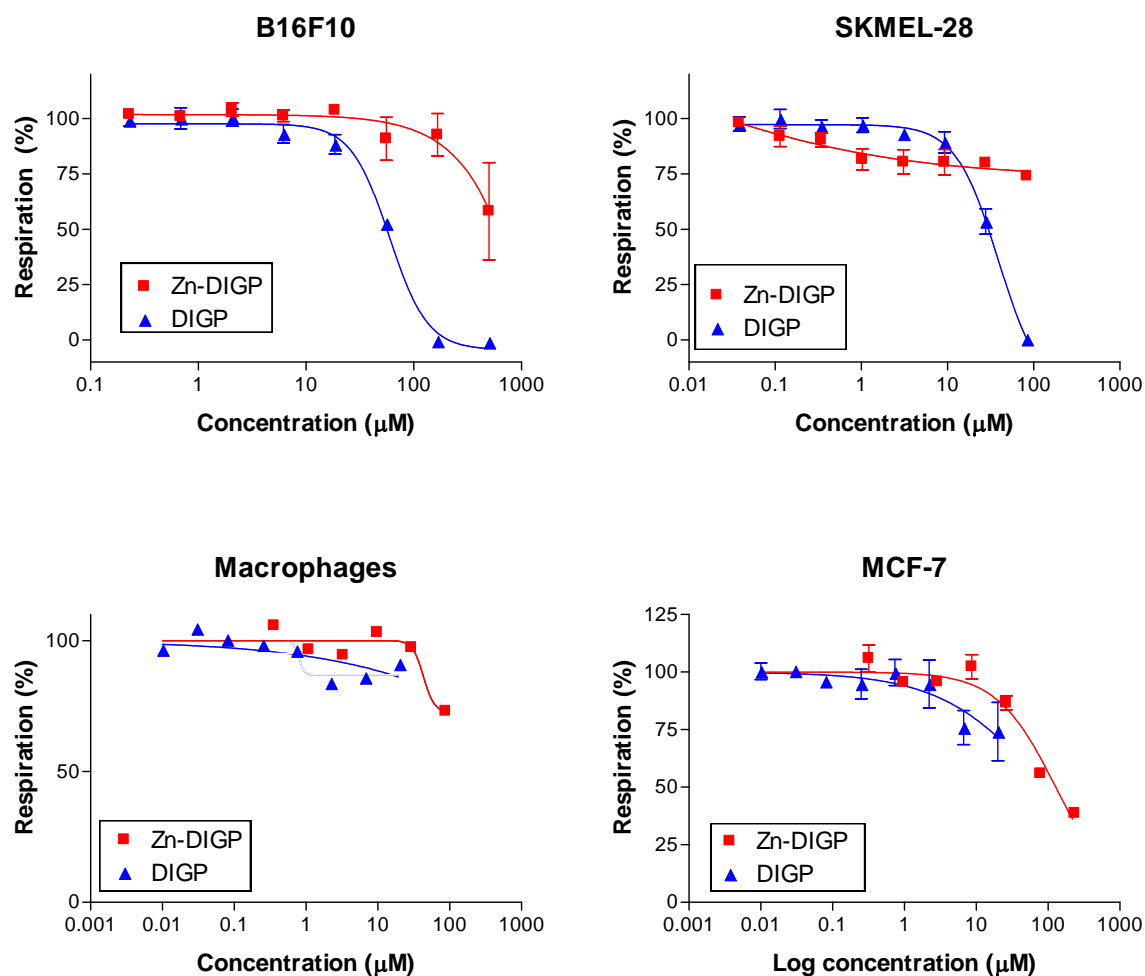 B16F10
Respiration (%)
100
75
50
25
0
Zn-DIGP
DIGP
0.1 1 10 100 1000
Concentration (μM)
SKMEL-28
Respiration (%)
100
75
50
25
0
Zn-DIGP
DIGP
0.01 0.1 1 10 100 1000
Concentration (μM)
Macrophages
Respiration (%)
100
50
0
Zn-DIGP
DIGP
0.001 0.01 0.1 1 10 100 1000
Concentration (μM)
MCF-7
Respiration (%)
125
100
75
50
25
0
Zn-DIGP
DIGP
0.001 0.01 0.1 1 10 100 1000
Log concentration (μM)